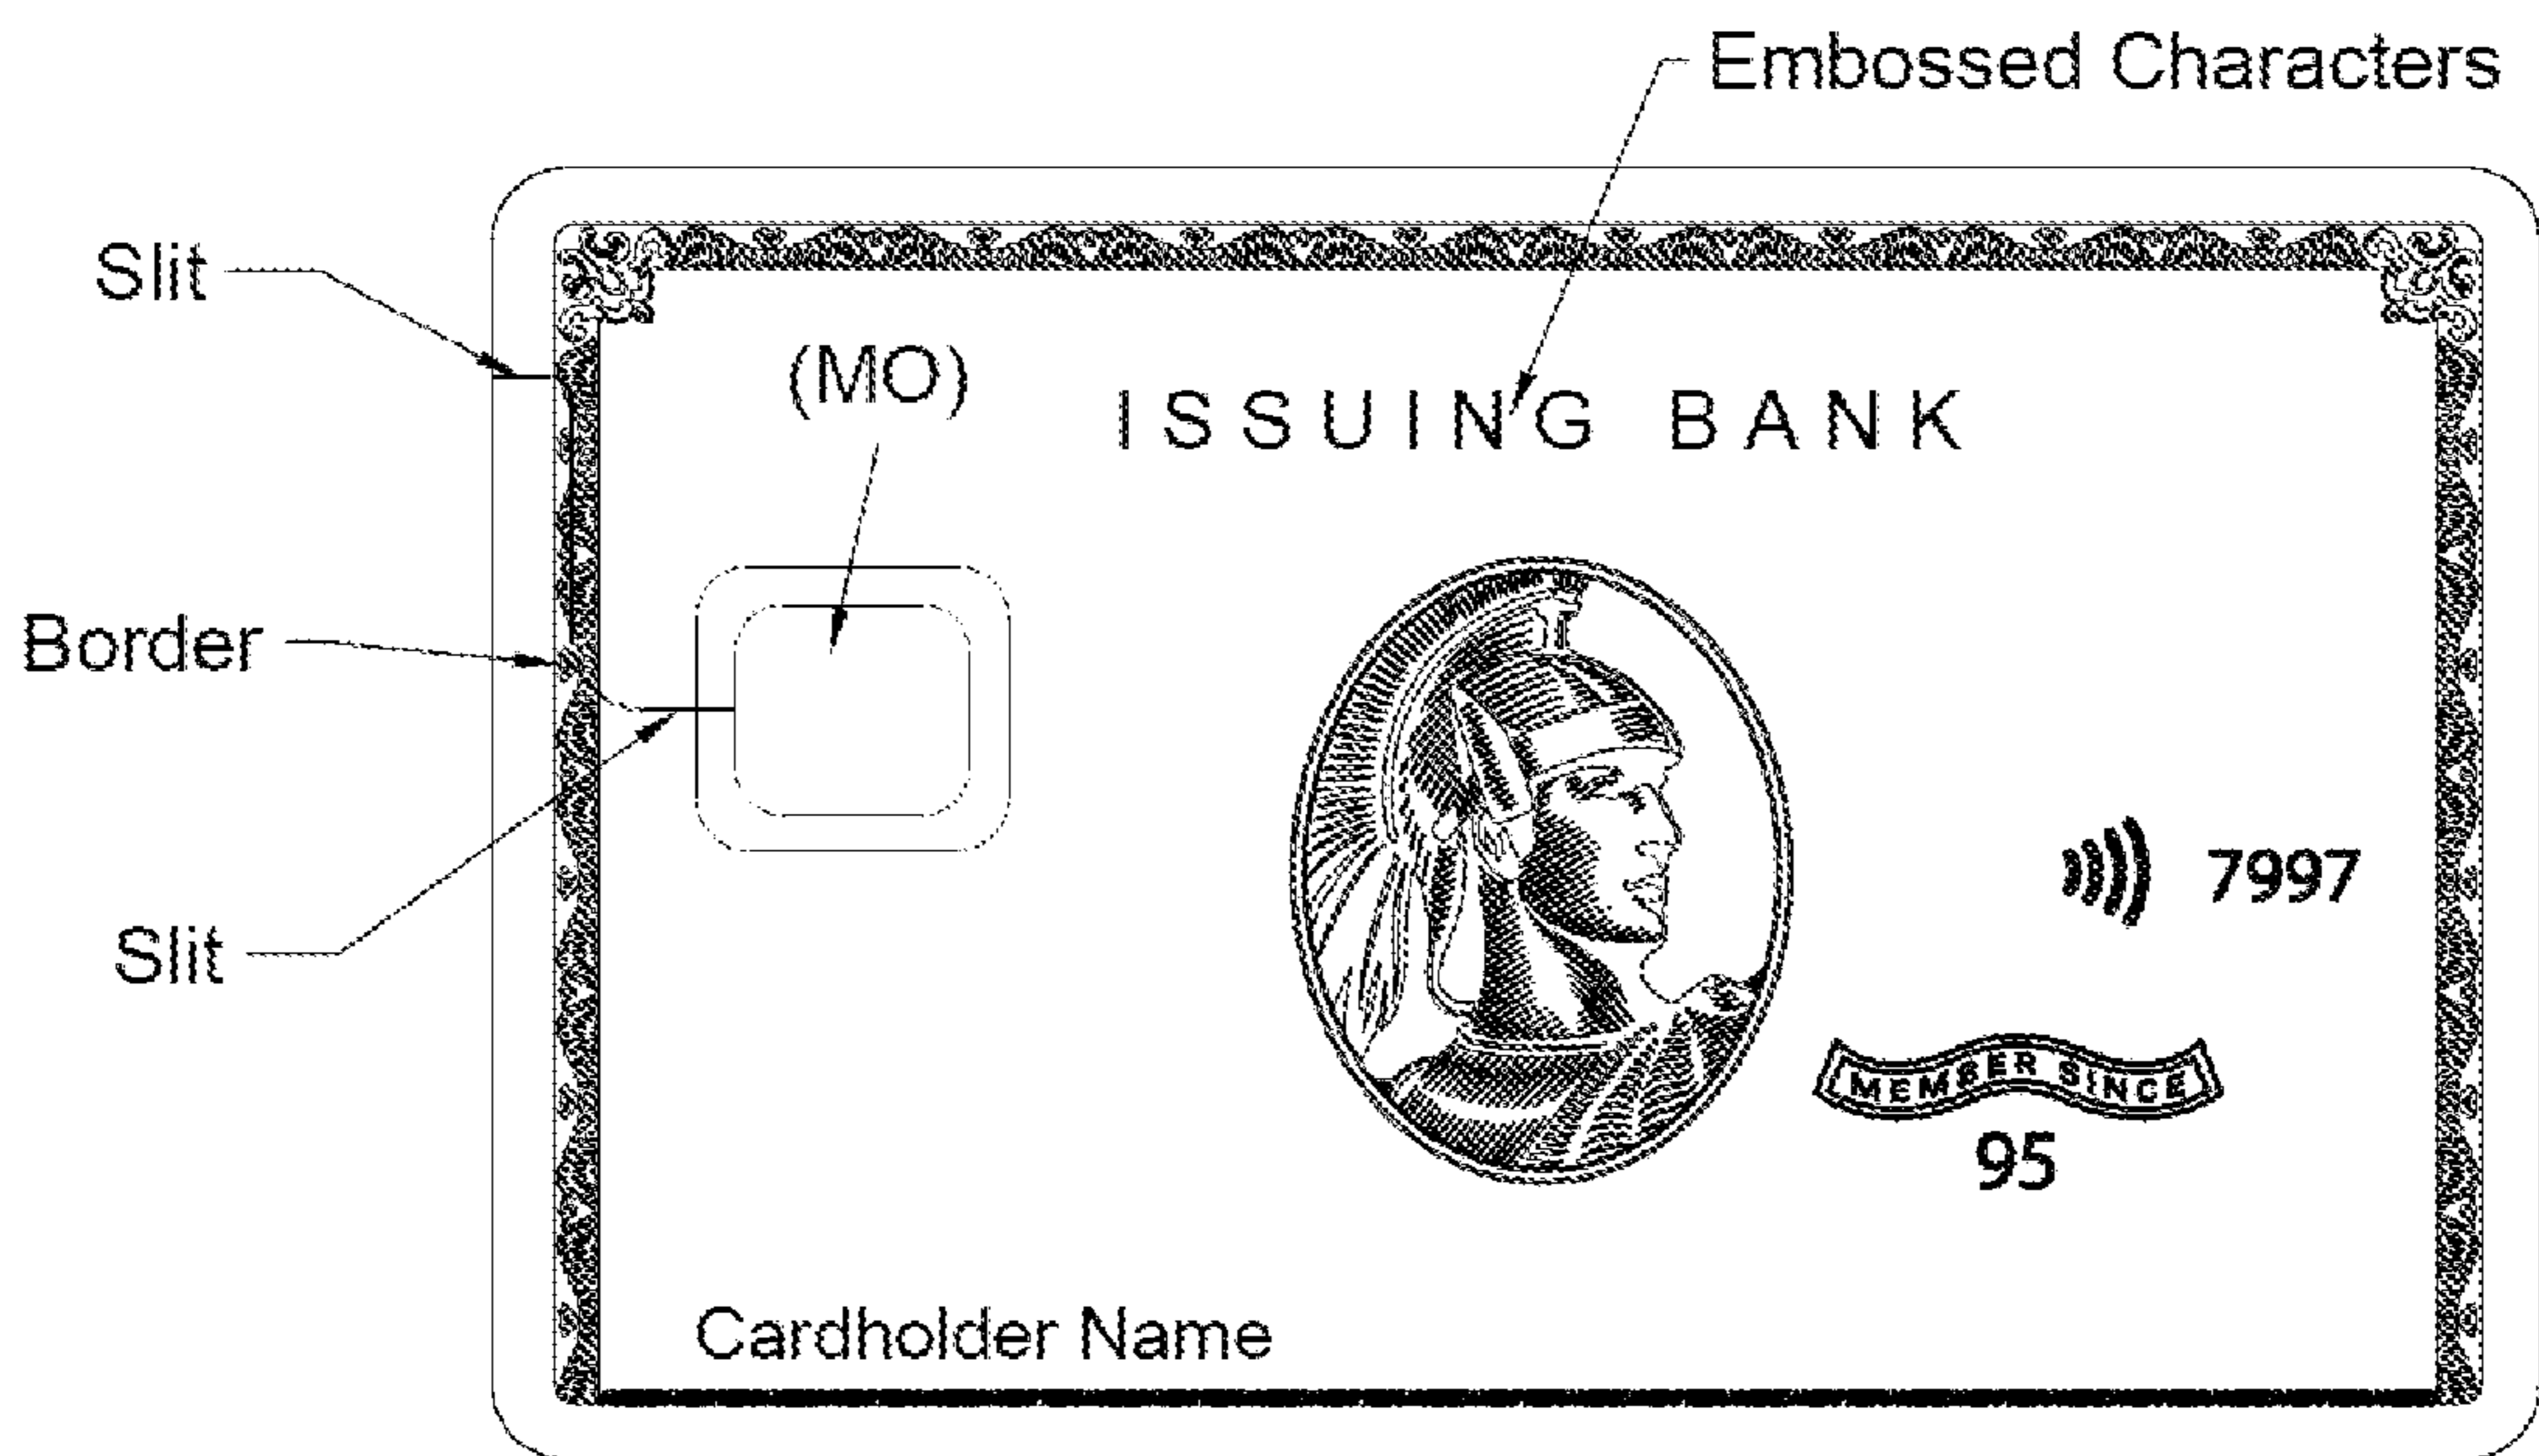 Embossed Characters
Slit
(MO)
ISSUING BANK
Border
7997
Slit
MEMBER SINCE
95
Cardholder Name